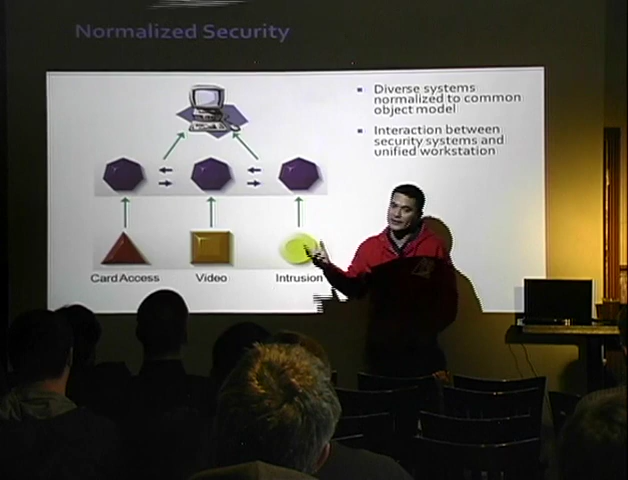 Normalized Security
Diverse systems
normalized to common
object model
Interaction between
security systems and
unified workstation
Card Access
Video
Intrusion